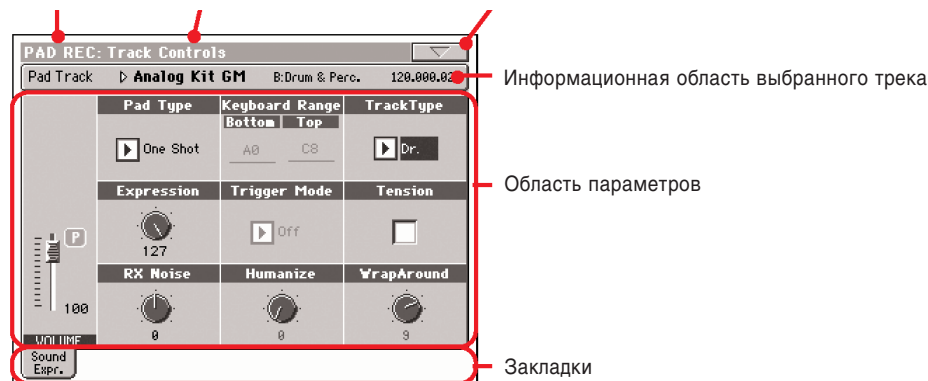 PAD REC: Track Controls
Pad Track Analog Kit GM B:Drum & Perc. 120.000.02
Информационная область выбранного трека
Pad Type Keyboard Range TrackType
Bottom Top
One Shot A0 C8 Dr.
Область параметров
Expression Trigger Mode Tension
P Off
127
RX Noise Humanize WrapAround
100
0 0 9
VOLUME
Sound
Expr.
Закладки